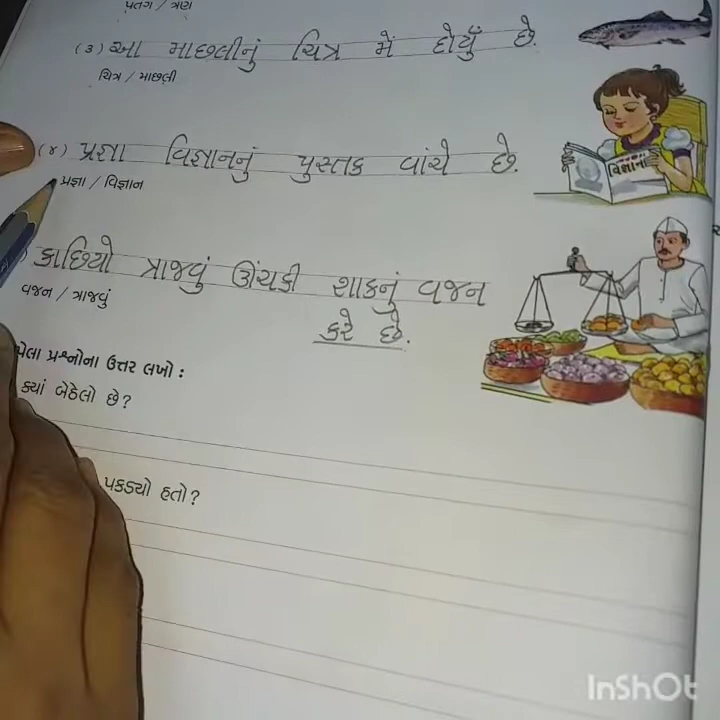 પતંગ / ત્રણ
(૩) આ માછલીનું ચિત્ર મેં દોર્યું છે.
ચિત્ર / માછલી
(૪) પ્રજ્ઞા વિજ્ઞાનનું પુસ્તક વાંચે છે.
પ્રજ્ઞા / વિજ્ઞાન
વિજ્ઞાન
કાછિયો ત્રાજવું ઊંચકી શાકનું વજન
કરે છે.
વજન / ત્રાજવું
પેલા પ્રશ્નોના ઉત્તર લખો :
ક્યાં બેઠેલો છે?
પકડ્યો હતો?
InShOt